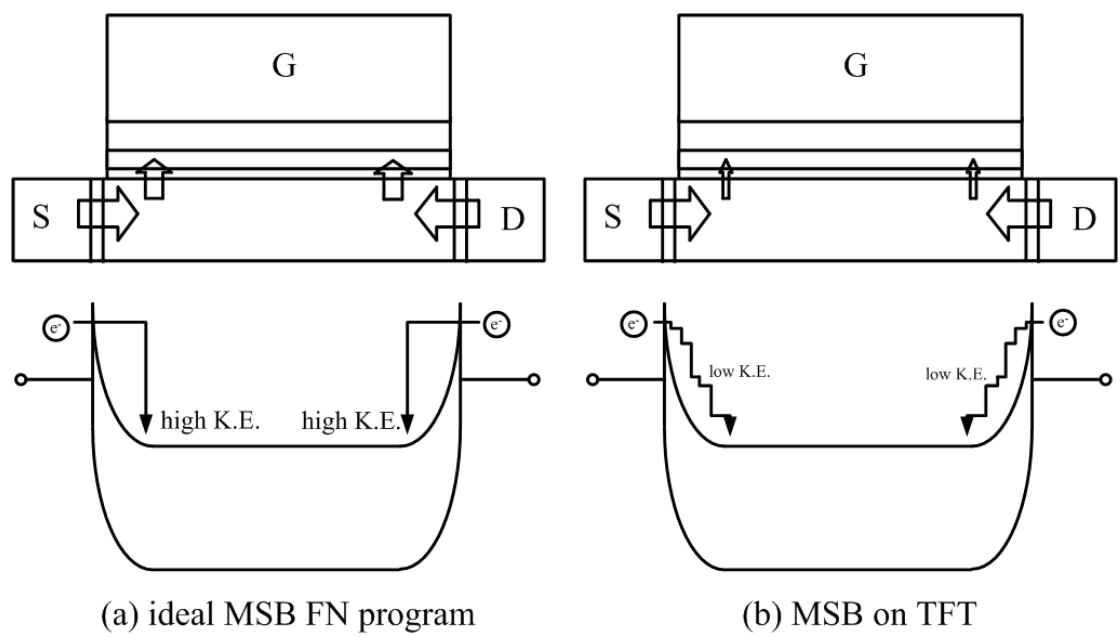 G
G
S
D
S
D
e-
e-
e-
e-
low K.E.
low K.E.
high K.E.
high K.E.
(a) ideal MSB FN program
(b) MSB on TFT